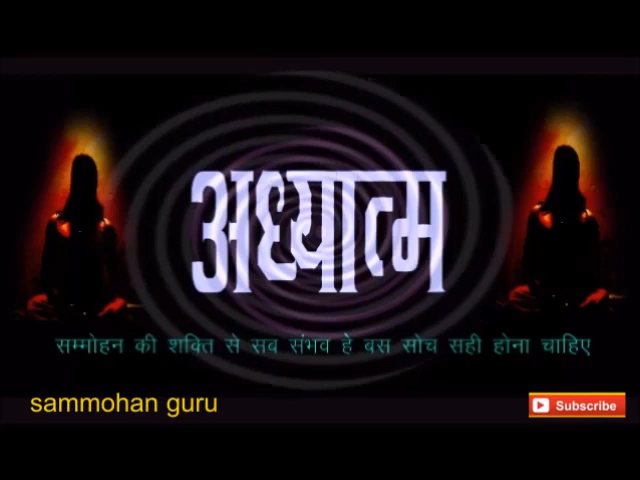 अध्यात्म
सम्मोहन की शक्ति से सब संभव हे बस सोच सही होना चाहिए
sammohan guru
Subscribe